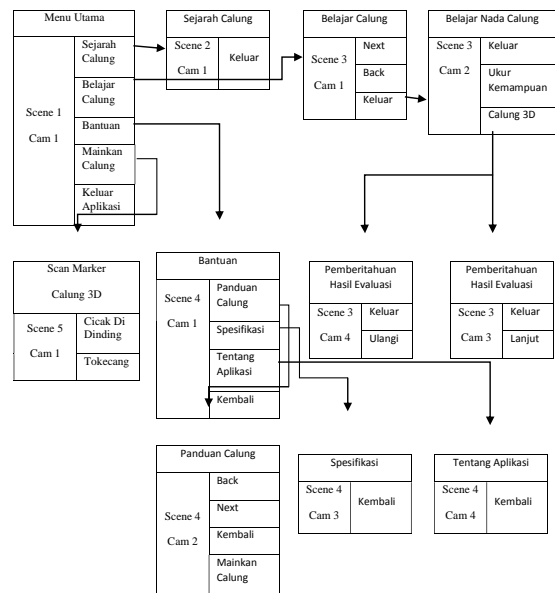 Menu Utama
Scene 1
Cam 1
Sejarah
Calung
Belajar
Calung
Bantuan
Mainkan
Calung
Keluar
Aplikasi
Sejarah Calung
Scene 2
Cam 1
Keluar
Belajar Calung
Scene 3
Cam 1
Next
Back
Keluar
Belajar Nada Calung
Scene 3
Cam 2
Keluar
Ukur
Kemampuan
Calung 3D
Scan Marker
Calung 3D
Scene 5
Cam 1
Cicak Di
Dinding
Tokecang
Bantuan
Scene 4
Cam 1
Panduan
Calung
Spesifikasi
Tentang
Aplikasi
Kembali
Pemberitahuan
Hasil Evaluasi
Scene 3
Cam 4
Keluar
Ulangi
Pemberitahuan
Hasil Evaluasi
Scene 3
Cam 3
Keluar
Lanjut
Panduan Calung
Scene 4
Cam 2
Back
Next
Kembali
Mainkan
Calung
Spesifikasi
Scene 4
Cam 3
Kembali
Tentang Aplikasi
Scene 4
Cam 4
Kembali